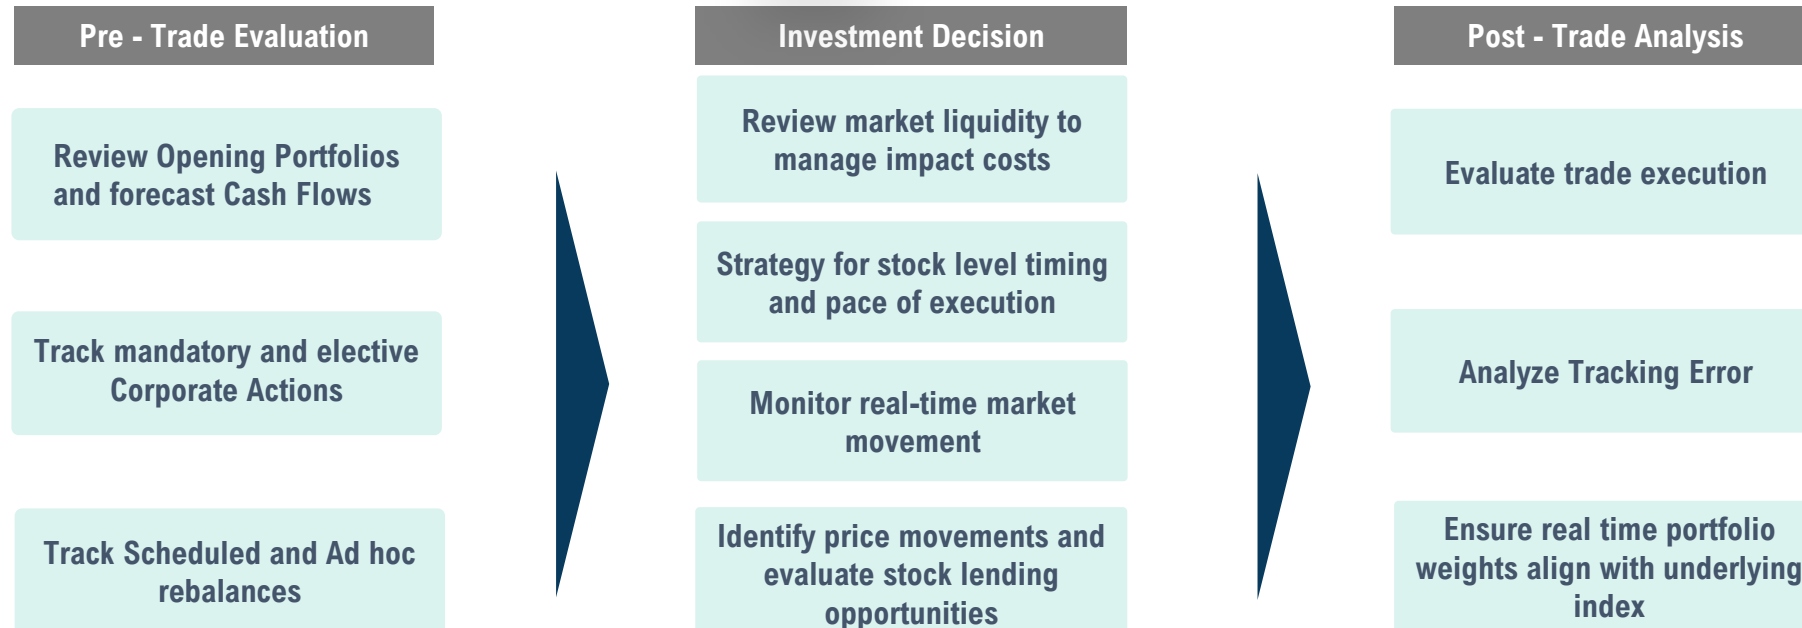 Pre - Trade Evaluation
Review Opening Portfolios
and forecast Cash Flows
Track mandatory and elective
Corporate Actions
Track Scheduled and Ad hoc
rebalances
Investment Decision
Review market liquidity to
manage impact costs
Strategy for stock level timing
and pace of execution
Monitor real-time market
movement
Identify price movements and
evaluate stock lending
opportunities
Post - Trade Analysis
Evaluate trade execution
Analyze Tracking Error
Ensure real time portfolio
weights align with underlying
index